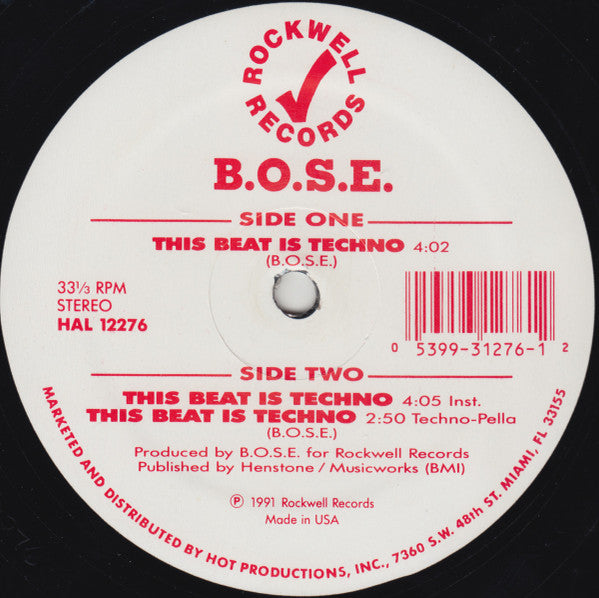 ROCKWELL
RECORDS
B.O.S.E.
SIDE ONE
THIS BEAT IS TECHNO 4:02
(B.O.S.E.)
33⅓ RPM
STEREO
HAL 12276
0 5399-31276-1 2
SIDE TWO
THIS BEAT IS TECHNO 4:05 Inst.
THIS BEAT IS TECHNO 2:50 Techno-Pella
(B.O.S.E.)
Produced by B.O.S.E. for Rockwell Records
Published by Henstone / Musicworks (BMI)
℗ 1991 Rockwell Records
Made in USA
MARKETED AND DISTRIBUTED BY HOT PRODUCTIONS, INC., 7360 S.W. 48th ST. MIAMI, FL 33155